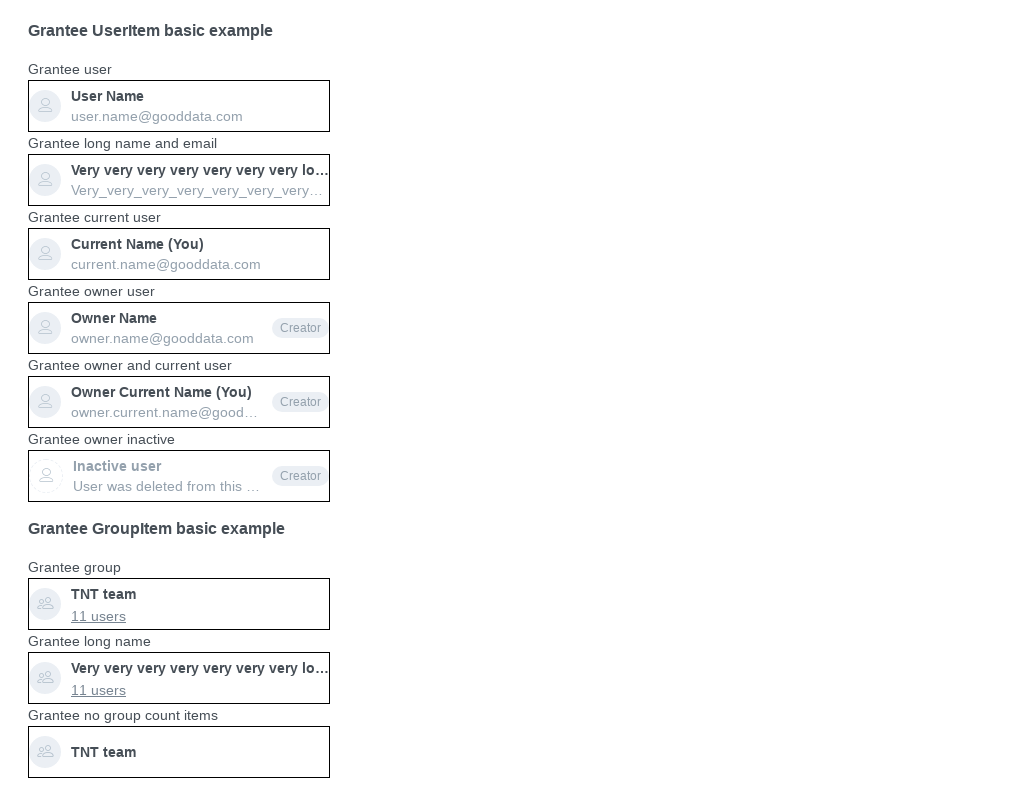 Grantee UserItem basic example
Grantee user
User Name
user.name@gooddata.com
Grantee long name and email
Very very very very very very very lo…
Very_very_very_very_very_very_very…
Grantee current user
Current Name (You)
current.name@gooddata.com
Grantee owner user
Owner Name
owner.name@gooddata.com
Creator
Grantee owner and current user
Owner Current Name (You)
owner.current.name@good…
Creator
Grantee owner inactive
Inactive user
User was deleted from this …
Creator
Grantee GroupItem basic example
Grantee group
TNT team
11 users
Grantee long name
Very very very very very very very lo…
11 users
Grantee no group count items
TNT team